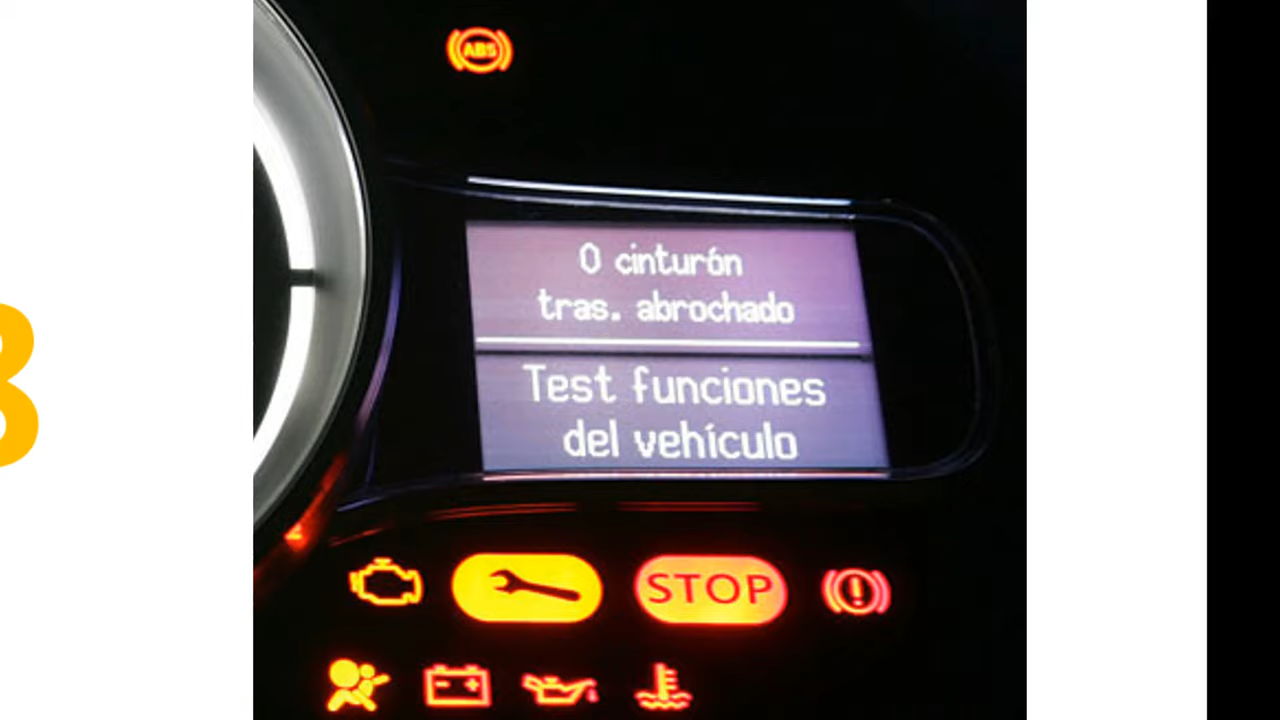 ABS
0 cinturón
tras. abrochado
Test funciones
del vehículo
STOP